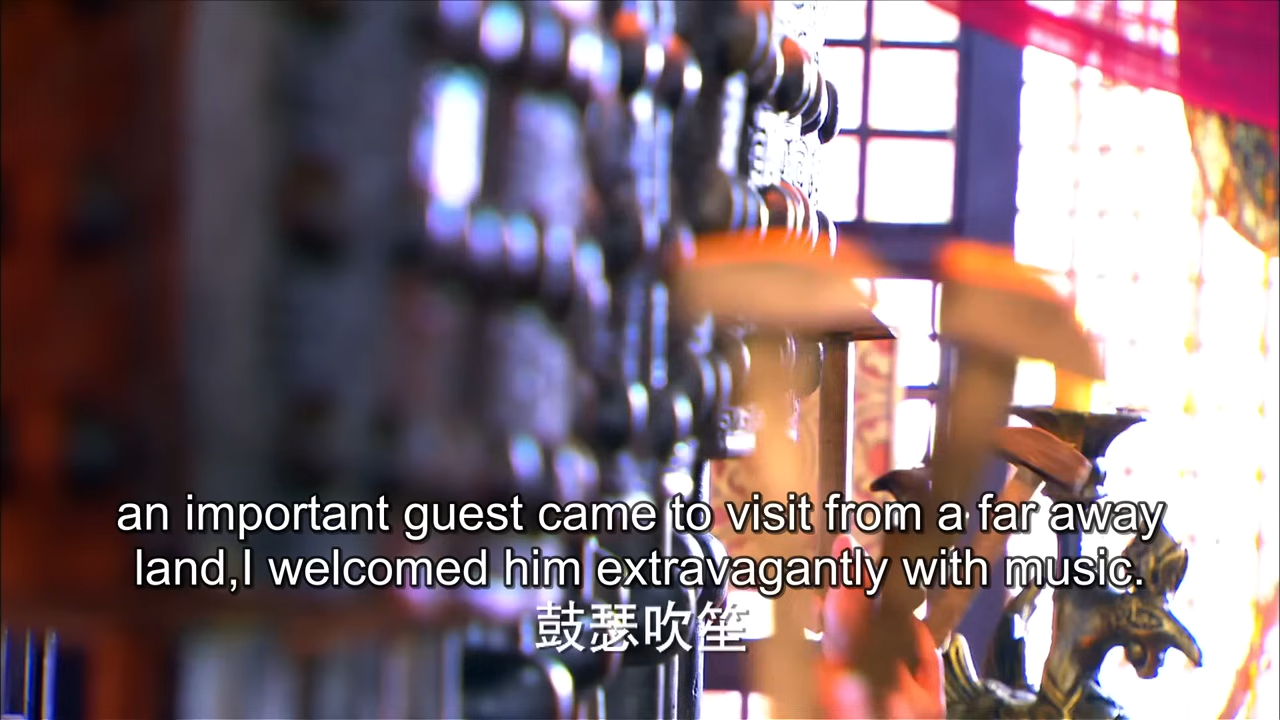 an important guest came to visit from a far away
land,I welcomed him extravagantly with music.
鼓瑟吹笙